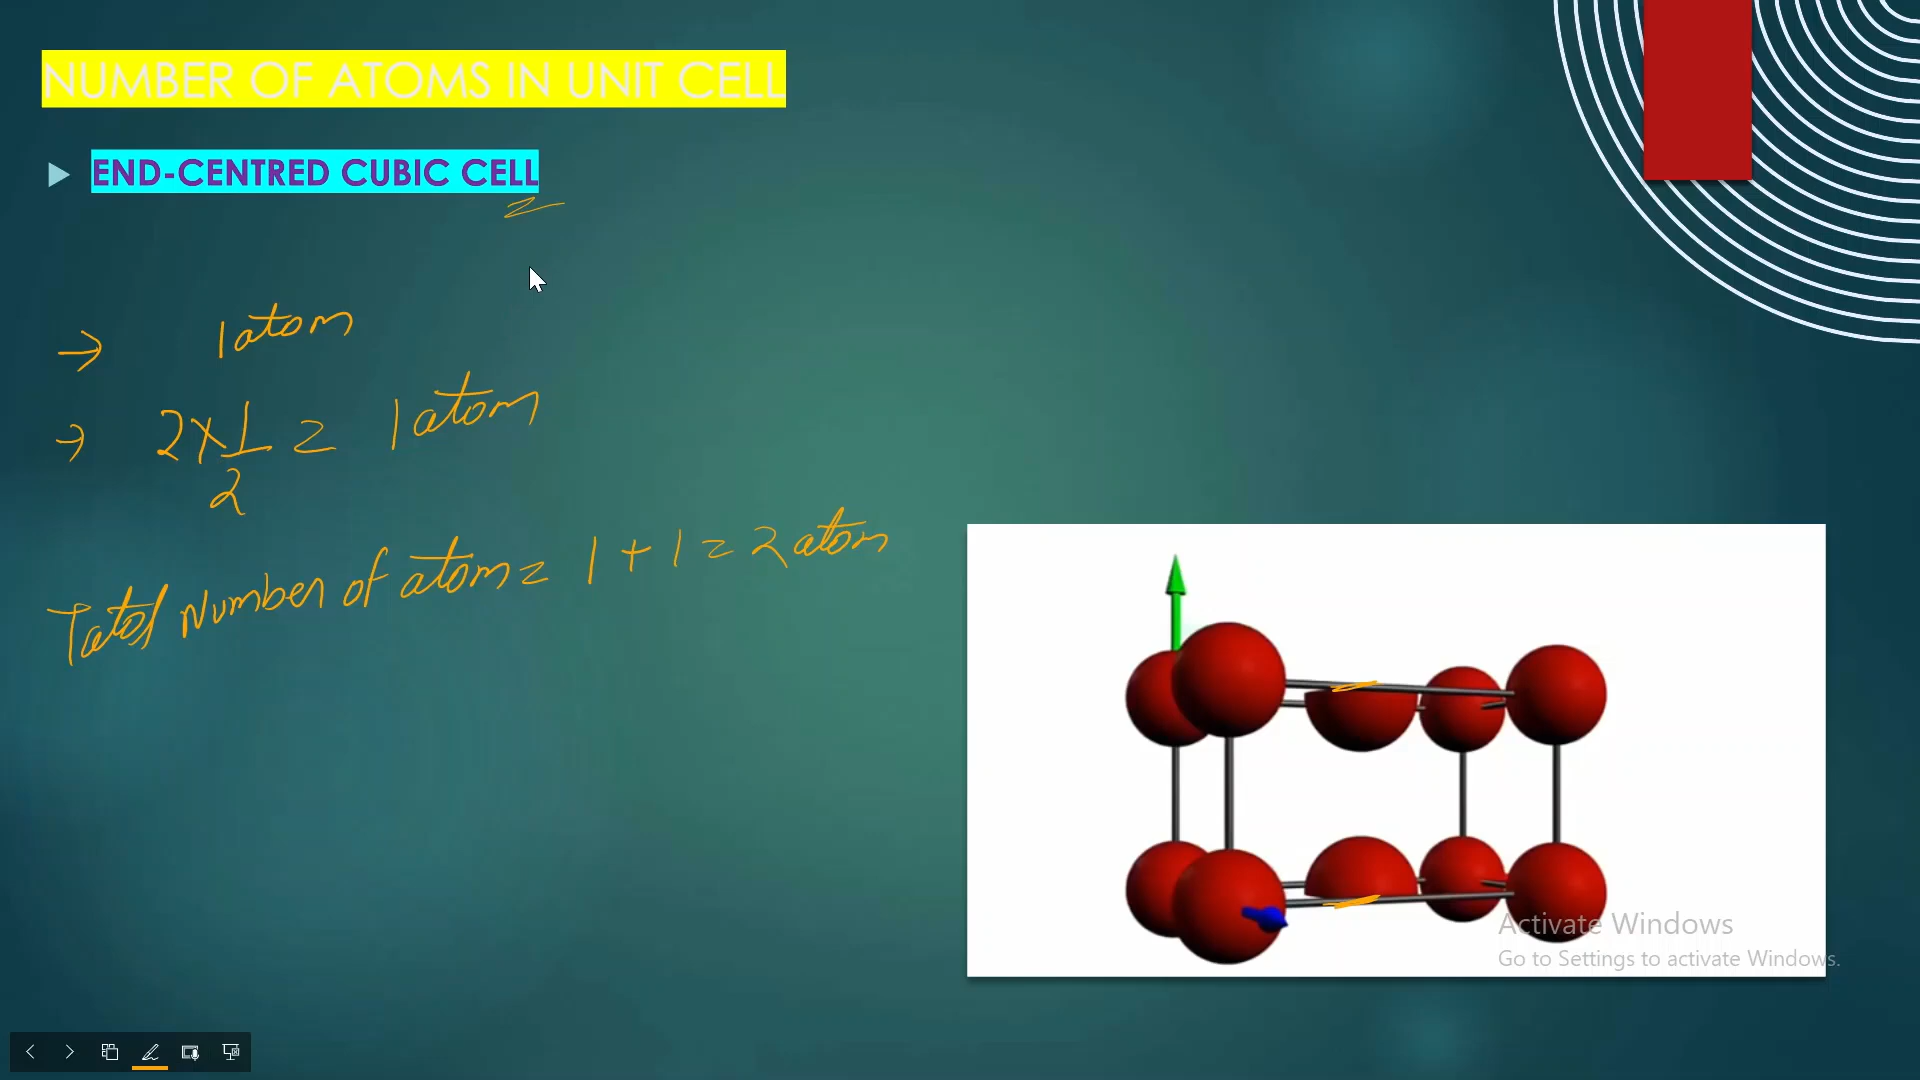 NUMBER OF ATOMS IN UNIT CELL
END-CENTRED CUBIC CELL
→ 1 atom
→ 2 × 1/2 = 1 atom
Total Number of atom = 1 + 1 = 2 atom
Activate Windows
Go to Settings to activate Windows.